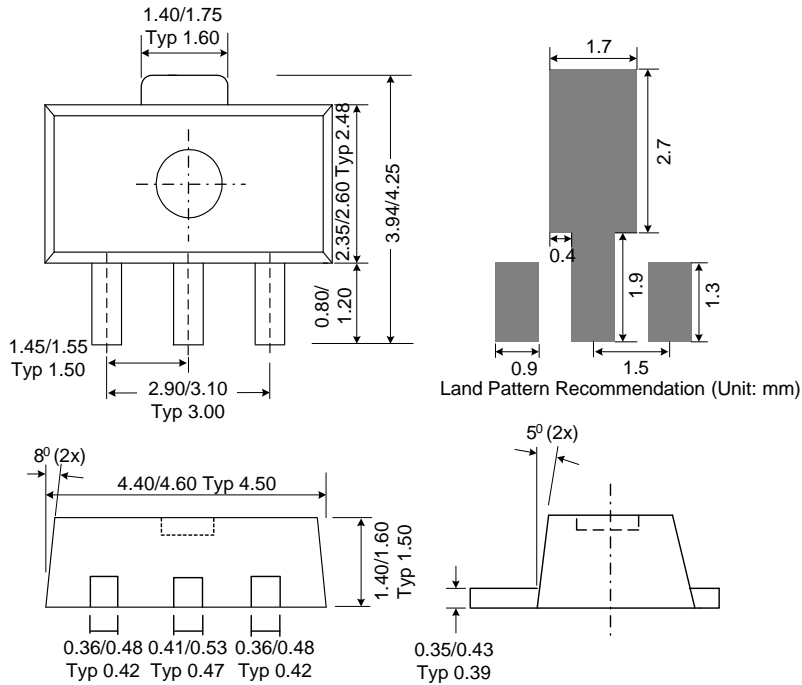 1.40/1.75
Typ 1.60
2.35/2.60 Typ 2.48
3.94/4.25
0.80/
1.20
1.45/1.55
Typ 1.50
2.90/3.10
Typ 3.00
1.7
2.7
0.4
1.9
1.3
0.9
1.5
Land Pattern Recommendation (Unit: mm)
8⁰ (2x)
4.40/4.60 Typ 4.50
1.40/1.60
Typ 1.50
0.36/0.48
Typ 0.42
0.41/0.53
Typ 0.47
0.36/0.48
Typ 0.42
5⁰ (2x)
0.35/0.43
Typ 0.39